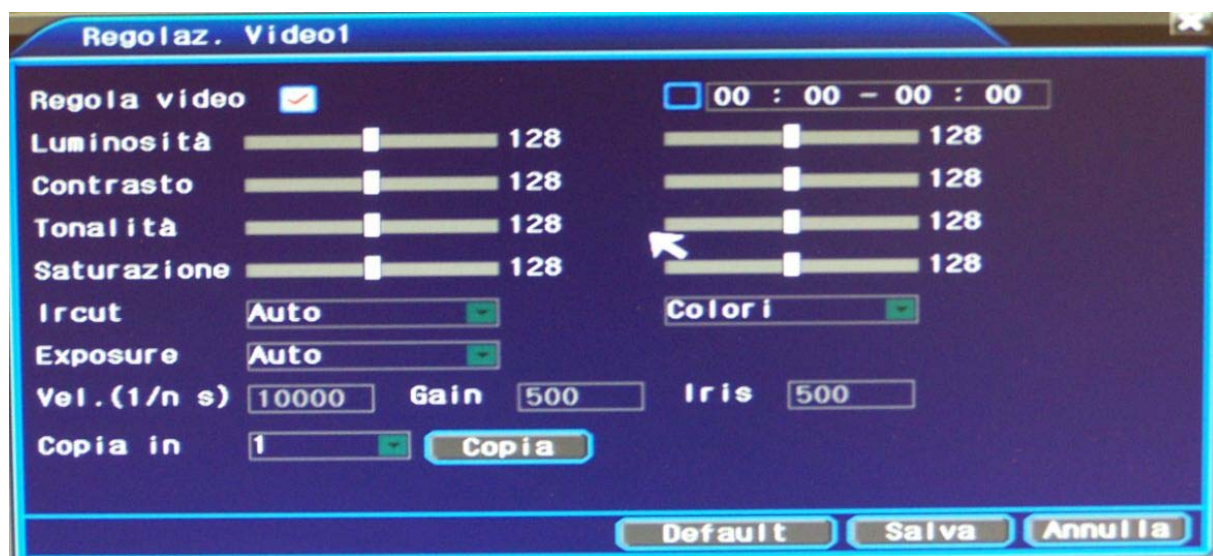 Regolaz. Video1
Regola video 00 : 00 - 00 : 00
Luminosità 128 128
Contrasto 128 128
Tonalità 128 128
Saturazione 128 128
Ircut Auto Colori
Exposure Auto
Vel.(1/n s) 10000 Gain 500 Iris 500
Copia in 1 Copia
Default Salva Annulla